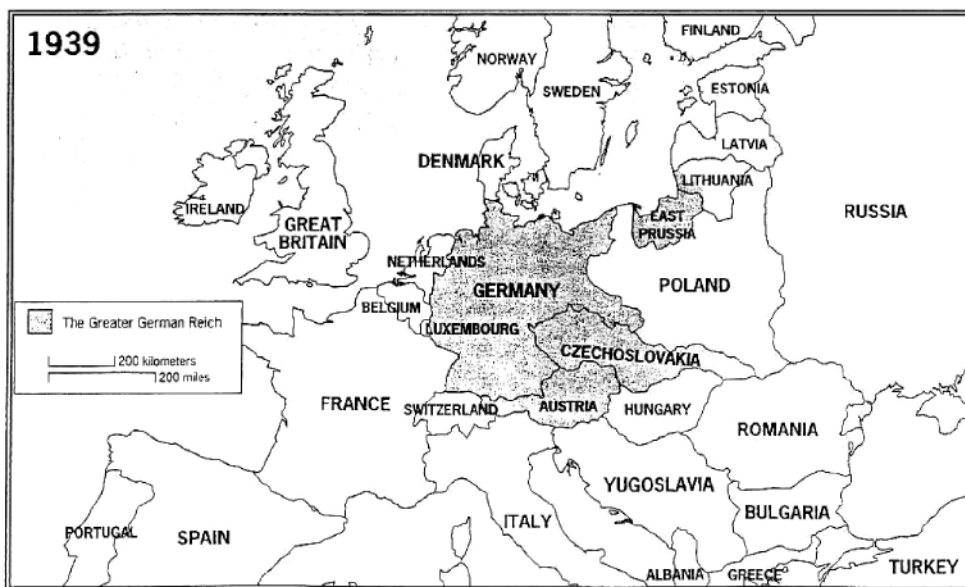 1939
FINLAND
NORWAY
SWEDEN
ESTONIA
LATVIA
DENMARK
LITHUANIA
IRELAND
EAST
PRUSSIA
RUSSIA
GREAT
BRITAIN
NETHERLANDS
GERMANY
POLAND
BELGIUM
The Greater German Reich
LUXEMBOURG
200 kilometers
CZECHOSLOVAKIA
200 miles
FRANCE
SWITZERLAND
AUSTRIA
HUNGARY
ROMANIA
YUGOSLAVIA
BULGARIA
PORTUGAL
SPAIN
ITALY
ALBANIA
GREECE
TURKEY